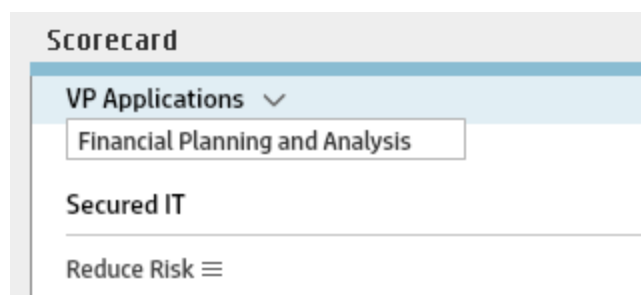 Scorecard
VP Applications
Financial Planning and Analysis
Secured IT
Reduce Risk